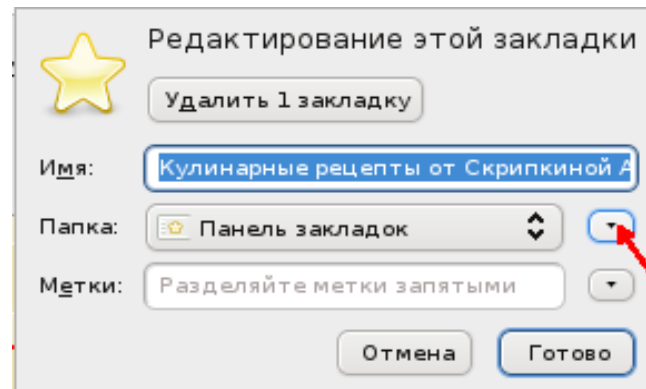 Редактирование этой закладки
Удалить 1 закладку
Имя: Кулинарные рецепты от Скрипкиной А
Папка: Панель закладок
Метки: Разделяйте метки запятыми
Отмена Готово